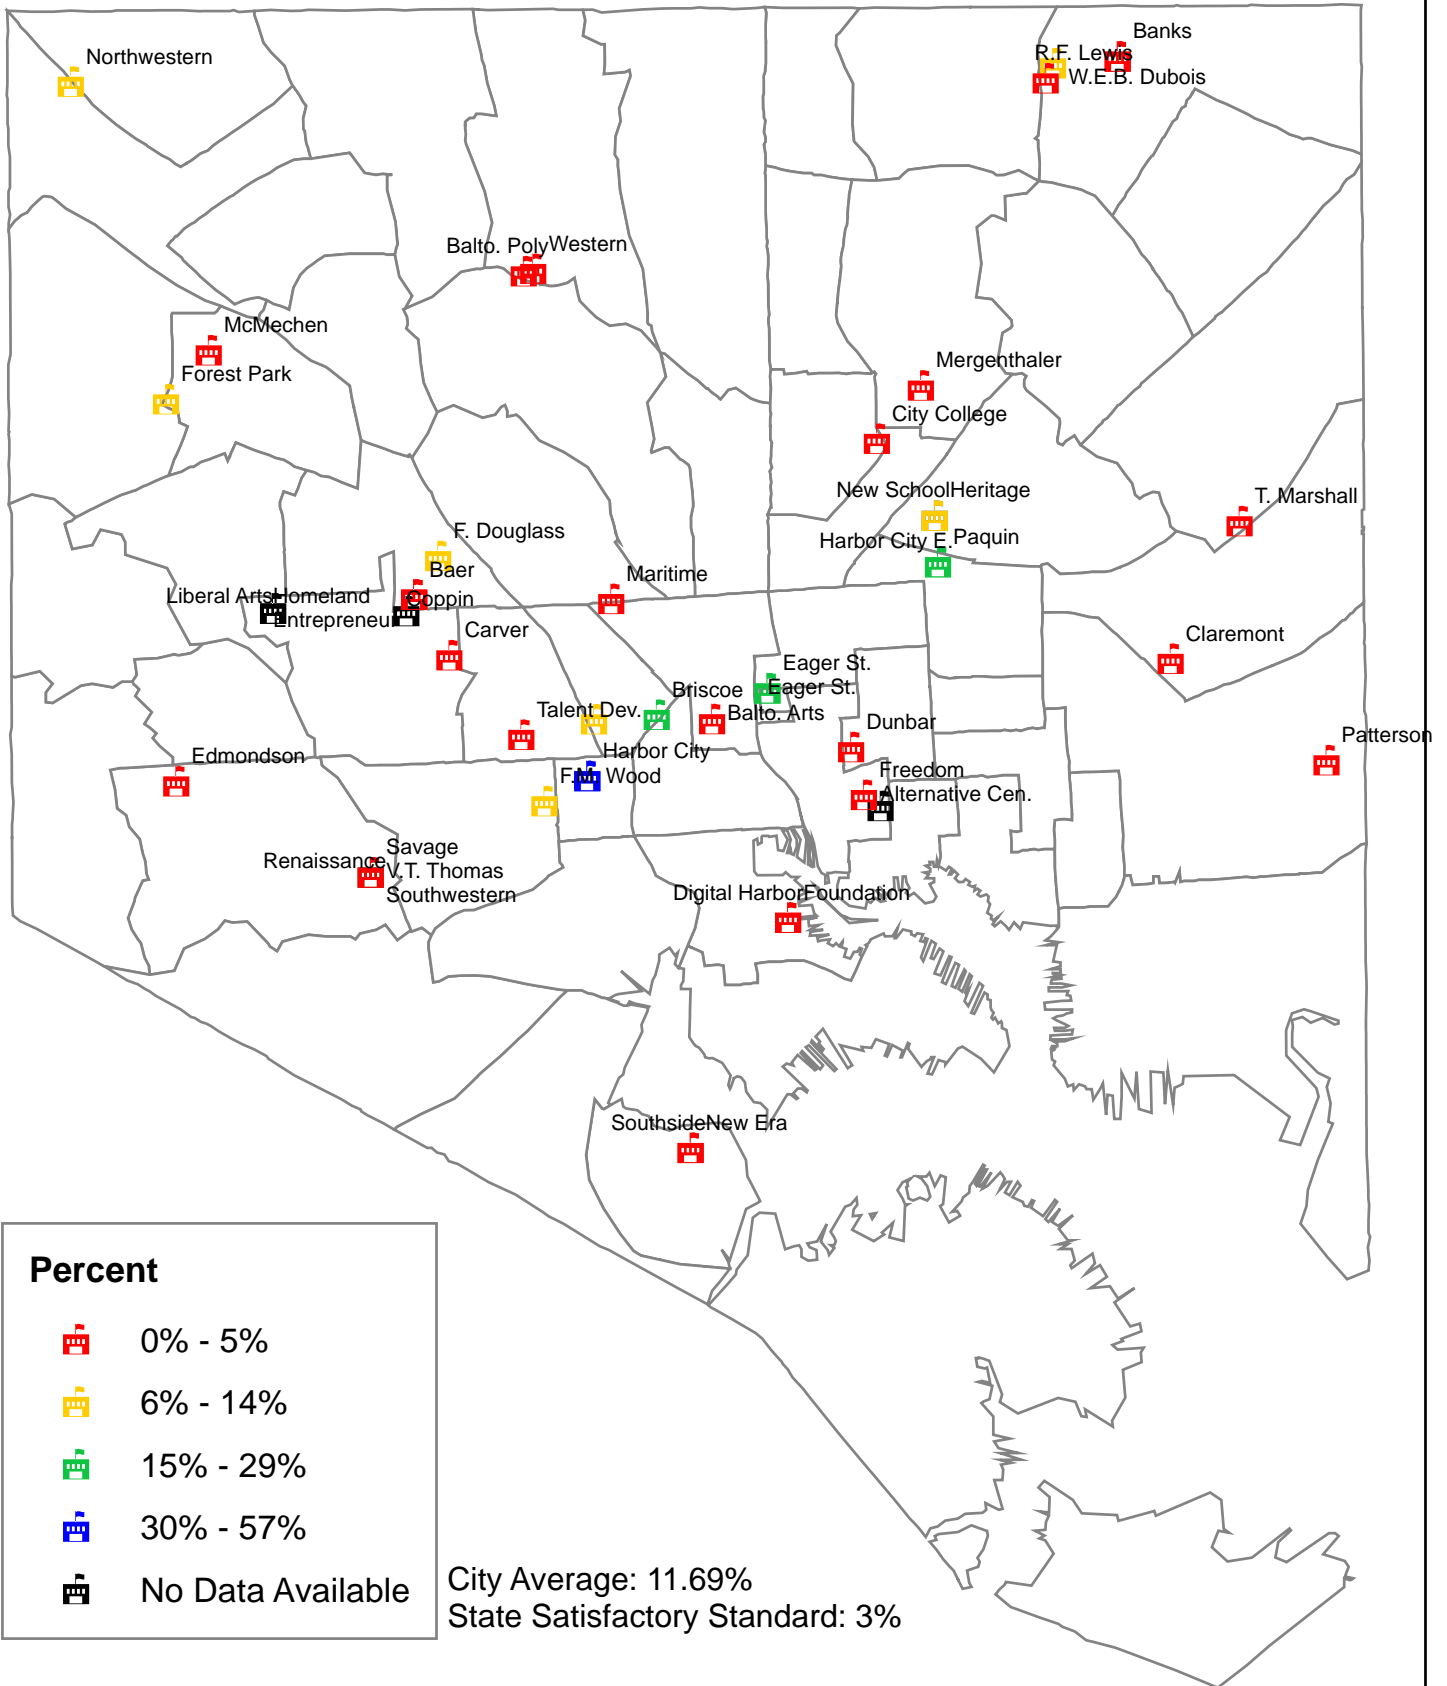 Banks
Northwestern
R.F. Lewis
W.E.B. Dubois
Balto. Poly
Western
McMechen
Mergenthaler
Forest Park
City College
New School
Heritage
T. Marshall
F. Douglass
Harbor City E.
Paquin
Baer
Maritime
Liberal Arts
Homeland
Coppin
Entrepreneur
Carver
Claremont
Eager St.
Eager St.
Briscoe
Talent Dev.
Balto. Arts
Dunbar
Patterson
Harbor City
Edmondson
Freedom
F.M. Wood
Alternative Cen.
Savage
Renaissance
V.T. Thomas
Southwestern
Digital Harbor
Foundation
Southside
New Era
Percent
0% - 5%
6% - 14%
15% - 29%
30% - 57%
No Data Available
City Average: 11.69%
State Satisfactory Standard: 3%